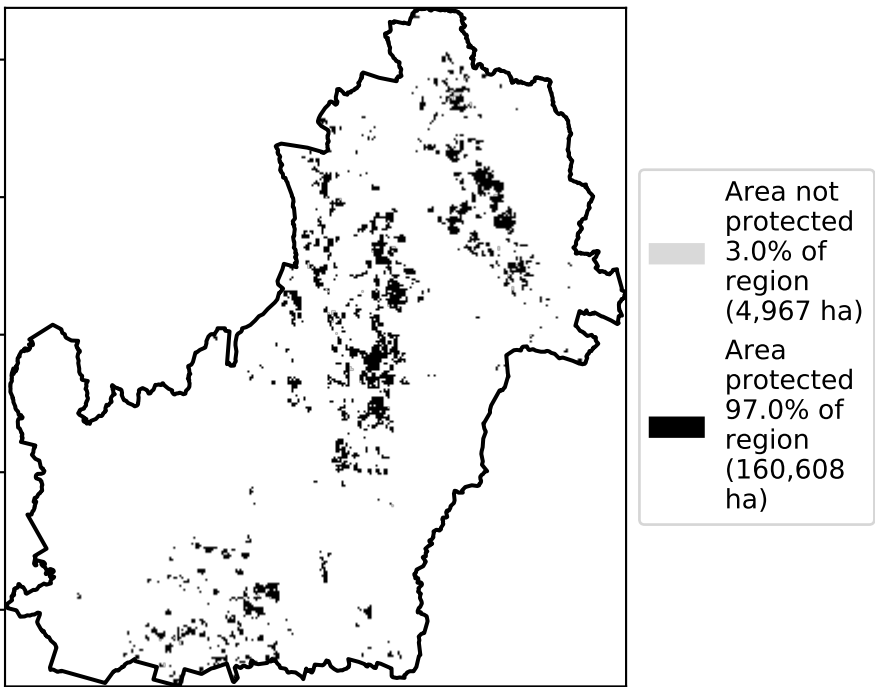 Area not
protected
3.0% of
region
(4,967 ha)
Area
protected
97.0% of
region
(160,608
ha)